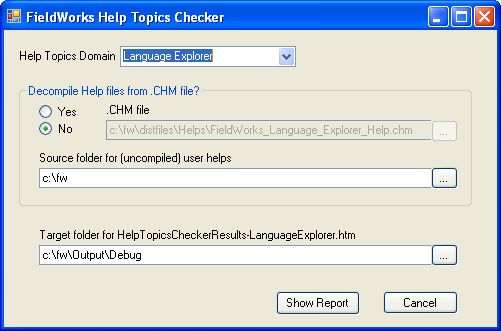 FieldWorks Help Topics Checker
Help Topics Domain Language Explorer
Decompile Help files from .CHM file?
Yes .CHM file
No c:\fw\distfiles\Helps\FieldWorks_Language_Explorer_Help.chm ...
Source folder for (uncompiled) user helps
c:\fw ...
Target folder for HelpTopicsCheckerResults-LanguageExplorer.htm
c:\fw\Output\Debug ...
Show Report Cancel